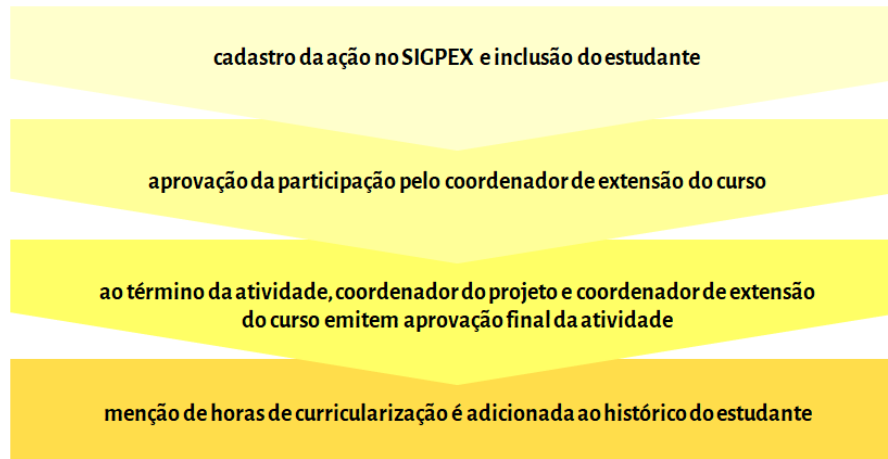 cadastro da ação no SIGPEX e inclusão do estudante
aprovação da participação pelo coordenador de extensão do curso
ao término da atividade, coordenador do projeto e coordenador de extensão
do curso emitem aprovação final da atividade
menção de horas de curricularização é adicionada ao histórico do estudante